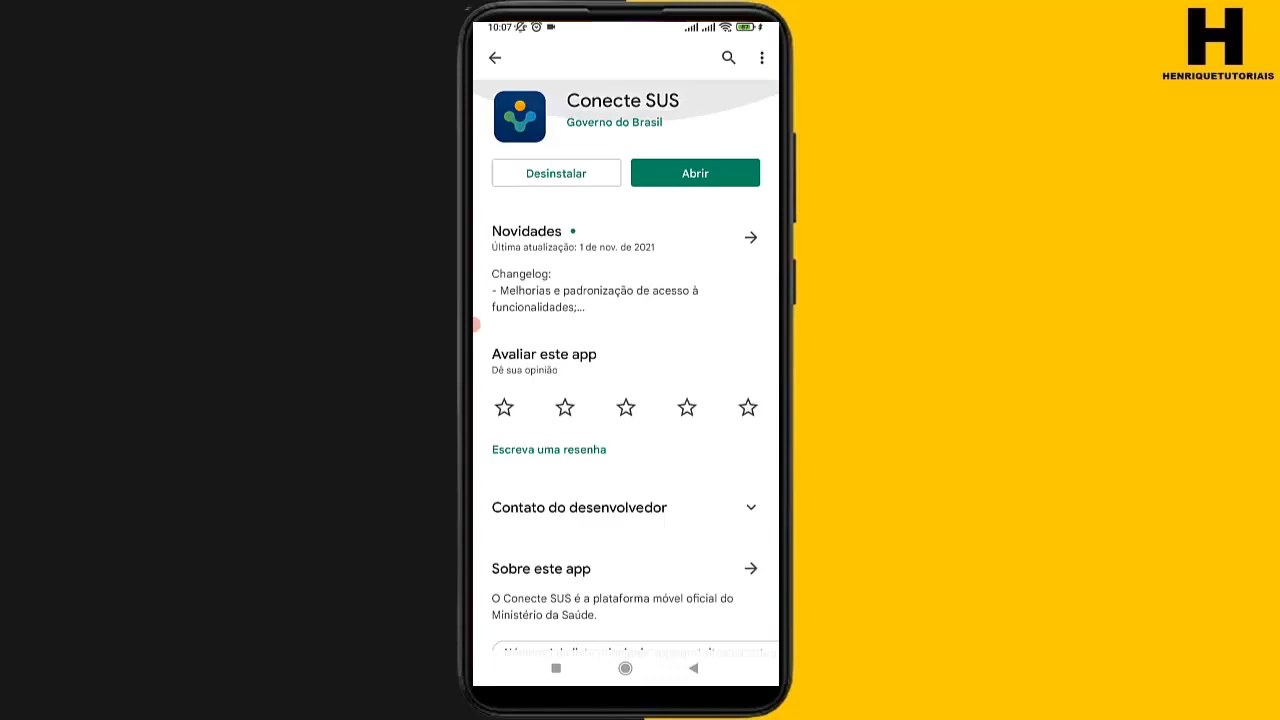 10:07
87
H
HENRIQUETUTORIAIS
Conecte SUS
Governo do Brasil
Desinstalar
Abrir
Novidades
Última atualização: 1 de nov. de 2021
Changelog:
- Melhorias e padronização de acesso à
funcionalidades;...
Avaliar este app
Dê sua opinião
Escreva uma resenha
Contato do desenvolvedor
Sobre este app
O Conecte SUS é a plataforma móvel oficial do
Ministério da Saúde.